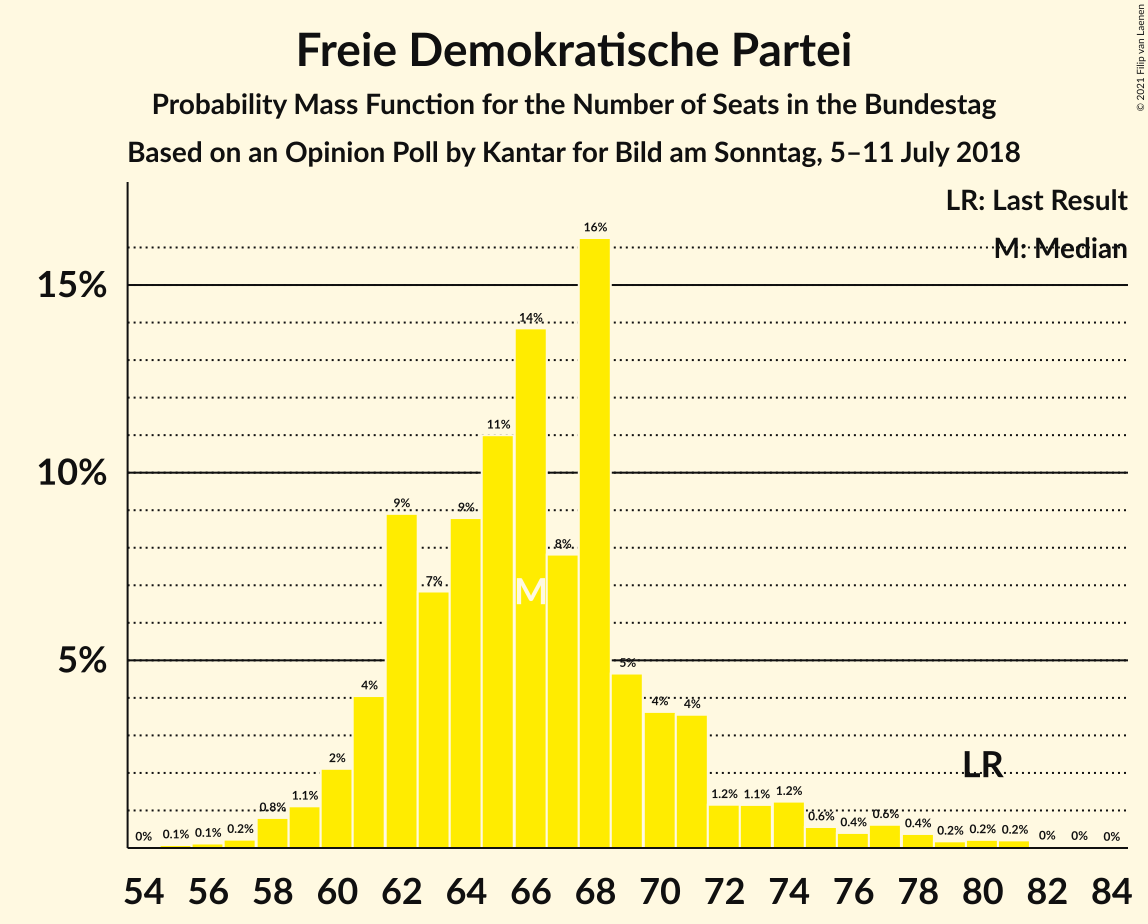 Freie Demokratische Partei
Probability Mass Function for the Number of Seats in the Bundestag
Based on an Opinion Poll by Kantar for Bild am Sonntag, 5–11 July 2018
© 2021 Filip van Laenen
LR: Last Result
M: Median
15%
10%
5%
0% 0.1% 0.1% 0.2% 0.8% 1.1% 2% 4% 9% 7% 9% 11% 14% 8% 16% 5% 4% 4% 1.2% 1.1% 1.2% 0.6% 0.4% 0.6% 0.4% 0.2% 0.2% 0.2% 0% 0% 0%
M
LR
54 56 58 60 62 64 66 68 70 72 74 76 78 80 82 84